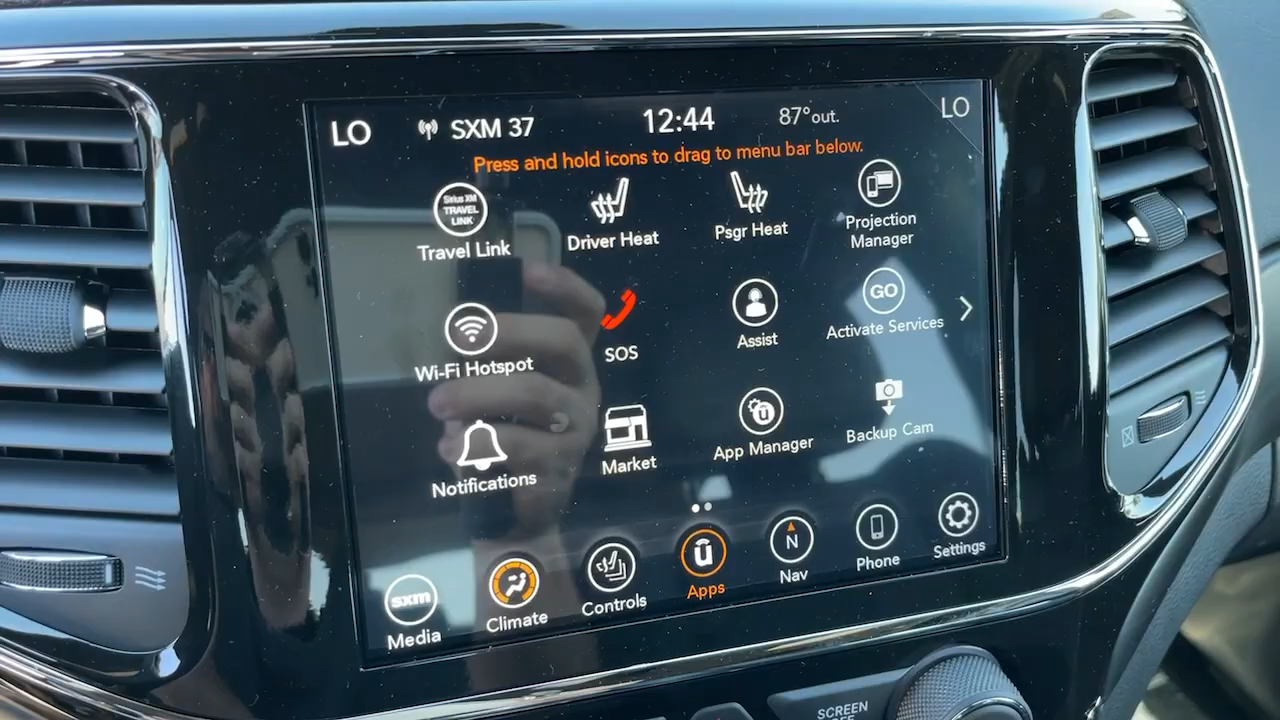 LO
SXM 37
12:44
87° out.
LO
Press and hold icons to drag to menu bar below.
Sirius XM
TRAVEL
LINK
Travel Link
Driver Heat
Psgr Heat
Projection
Manager
Wi-Fi Hotspot
SOS
Assist
GO
Activate Services
Notifications
Market
u
App Manager
Backup Cam
sxm
Media
Climate
Controls
u
Apps
N
Nav
Phone
Settings
SCREEN